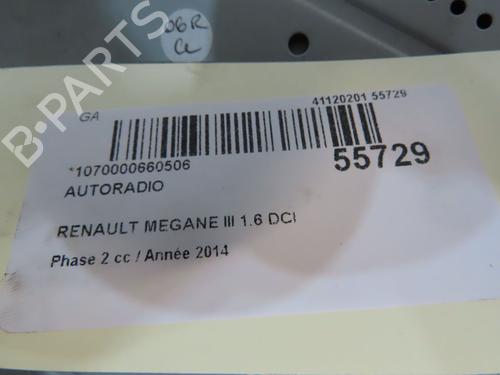 06R
GA
41120201 55729
*1070000660506
55729
AUTORADIO
RENAULT MEGANE III 1.6 DCI
Phase 2 cc / Année 2014
B-PARTS